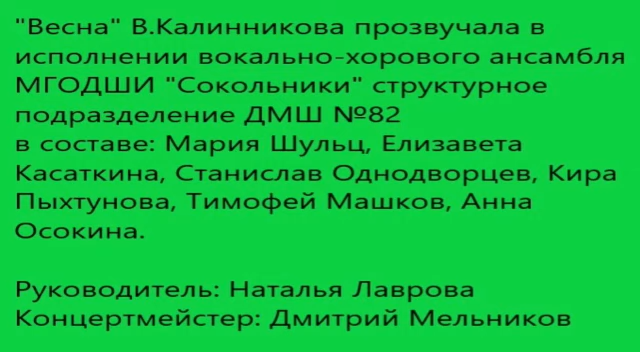 "Весна" В.Калинникова прозвучала в
исполнении вокально-хорового ансамбля
МГОДШИ "Сокольники" структурное
подразделение ДМШ №82
в составе: Мария Шульц, Елизавета
Касаткина, Станислав Однодворцев, Кира
Пыхтунова, Тимофей Машков, Анна
Осокина.
Руководитель: Наталья Лаврова
Концертмейстер: Дмитрий Мельников